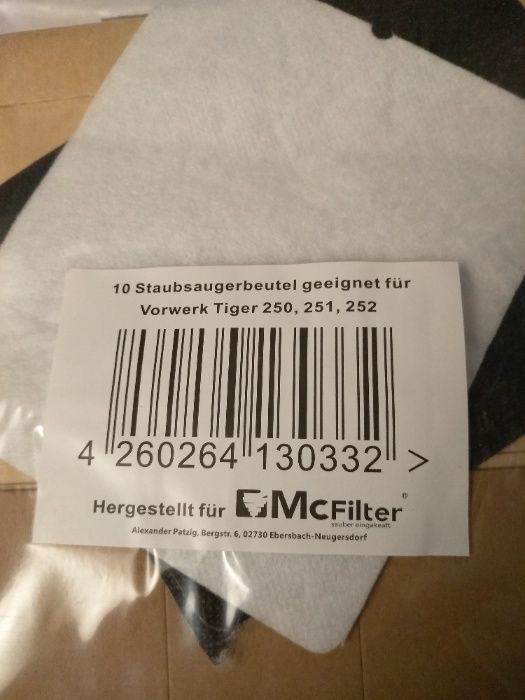 10 Staubsaugerbeutel geeignet für
Vorwerk Tiger 250, 251, 252
4 260264 130332 >
Hergestellt für McFilter®
sauber eingekauft
Alexander Patzig, Bergstr. 6, 02730 Ebersbach-Neugersdorf